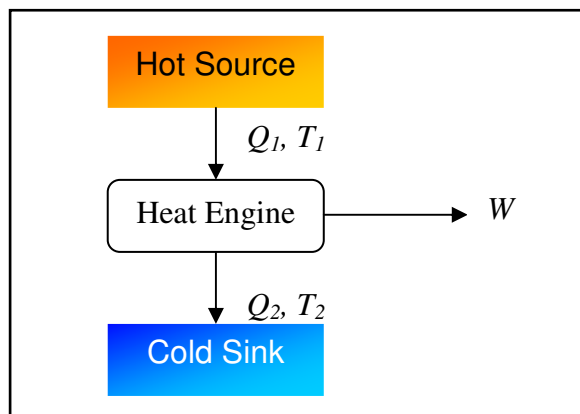 Hot Source
Q1, T1
Heat Engine
W
Q2, T2
Cold Sink